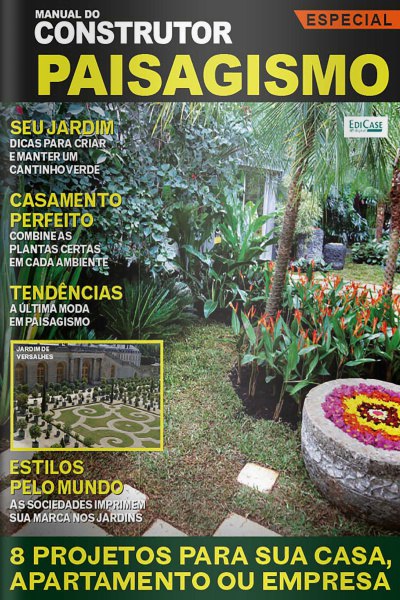 MANUAL DO
CONSTRUTOR
ESPECIAL
PAISAGISMO
EDICASE
SEU JARDIM
DICAS PARA CRIAR
E MANTER UM
CANTINHO VERDE
CASAMENTO
PERFEITO
COMBINE AS
PLANTAS CERTAS
EM CADA AMBIENTE
TENDÊNCIAS
A ÚLTIMA MODA
EM PAISAGISMO
JARDIM DE
VERSALHES
ESTILOS
PELO MUNDO
AS SOCIEDADES IMPRIMEM
SUA MARCA NOS JARDINS
8 PROJETOS PARA SUA CASA,
APARTAMENTO OU EMPRESA